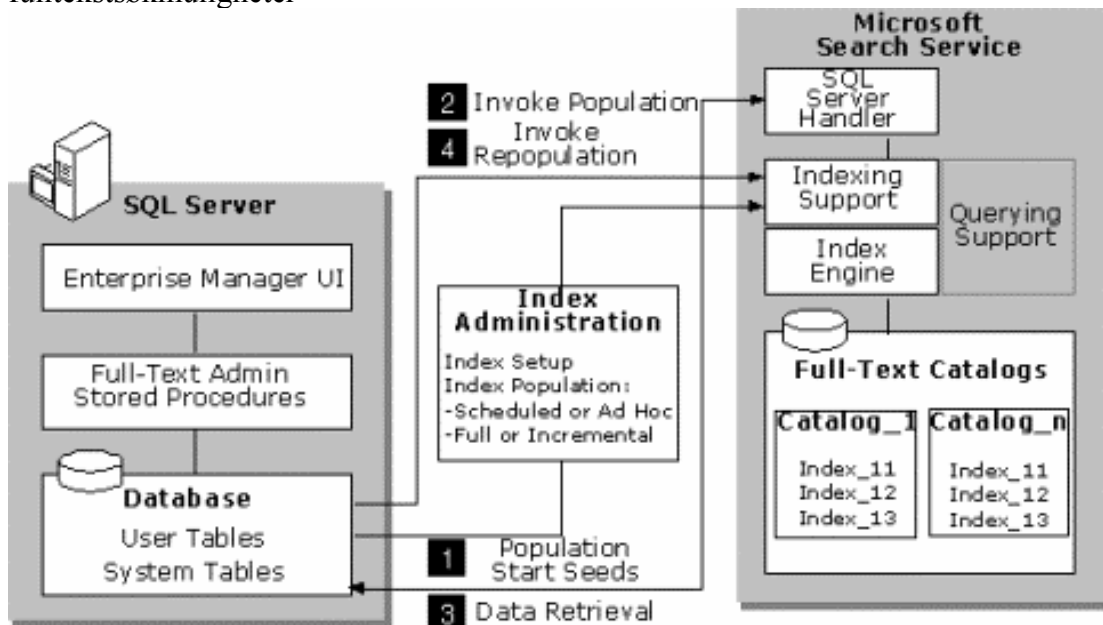 fulltekstsøkmuligheter
Microsoft
Search Service
SQL
Server
Handler
2 Invoke Population
4 Invoke
Repopulation
Indexing
Support
Querying
Support
Index
Engine
SQL Server
Enterprise Manager UI
Full-Text Admin
Stored Procedures
Database
User Tables
System Tables
Index
Administration
Index Setup
Index Population:
-Scheduled or Ad Hoc
-Full or Incremental
Full-Text Catalogs
Catalog_1
Index_11
Index_12
Index_13
Catalog_n
Index_11
Index_12
Index_13
1 Population
Start Seeds
3 Data Retrieval